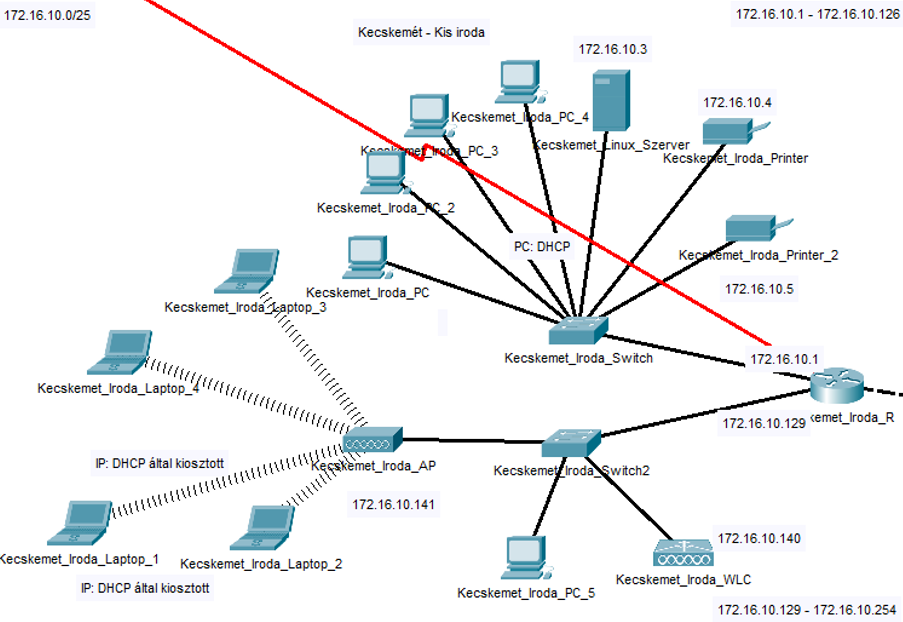 172.16.10.0/25
172.16.10.1 - 172.16.10.126
Kecskemét - Kis iroda
172.16.10.3
172.16.10.4
Kecskemet_Iroda_PC_4
Kecskemet_Linux_Szerver
Kecskemet_Iroda_PC_3
Kecskemet_Iroda_Printer
Kecskemet_Iroda_PC_2
PC: DHCP
Kecskemet_Iroda_Printer_2
Kecskemet_Iroda_PC
172.16.10.5
Kecskemet_Iroda_Laptop_3
Kecskemet_Iroda_Switch
172.16.10.1
Kecskemet_Iroda_Laptop_4
172.16.10.129
kemet_Iroda_R
IP: DHCP által kiosztott
Kecskemet_Iroda_AP
Kecskemet_Iroda_Switch2
172.16.10.141
172.16.10.140
Kecskemet_Iroda_Laptop_1
Kecskemet_Iroda_Laptop_2
IP: DHCP által kiosztott
Kecskemet_Iroda_PC_5
Kecskemet_Iroda_WLC
172.16.10.129 - 172.16.10.254